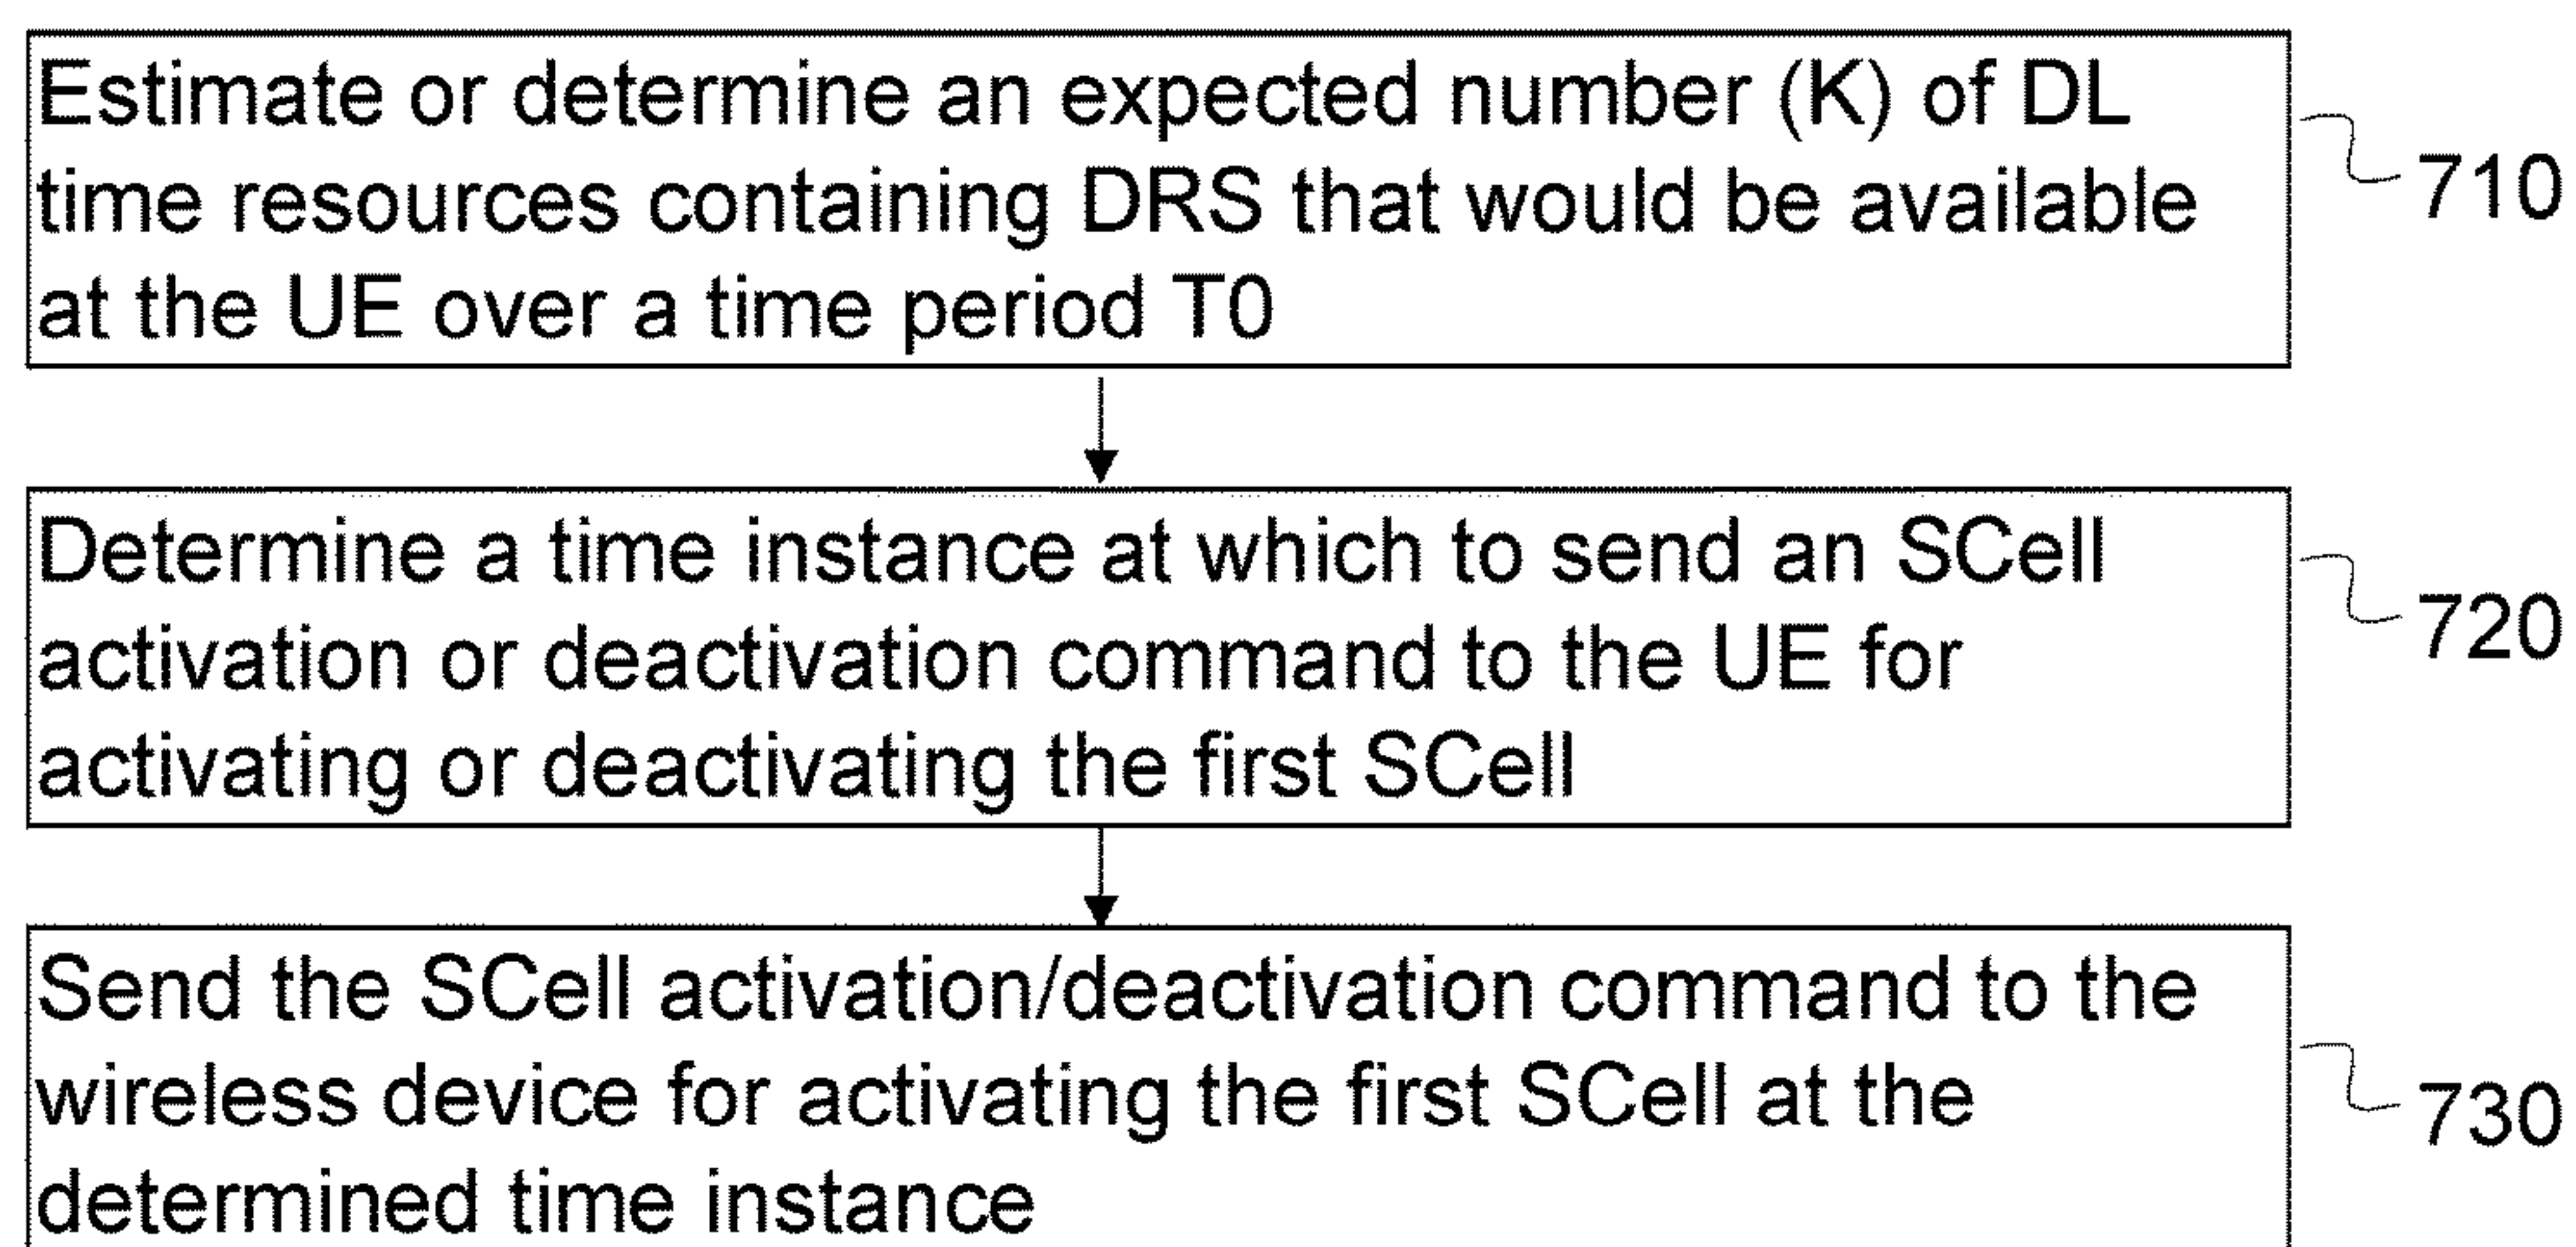 Estimate or determine an expected number (K) of DL
time resources containing DRS that would be available
at the UE over a time period T0
710
Determine a time instance at which to send an SCell
activation or deactivation command to the UE for
activating or deactivating the first SCell
720
Send the SCell activation/deactivation command to the
wireless device for activating the first SCell at the
determined time instance
730